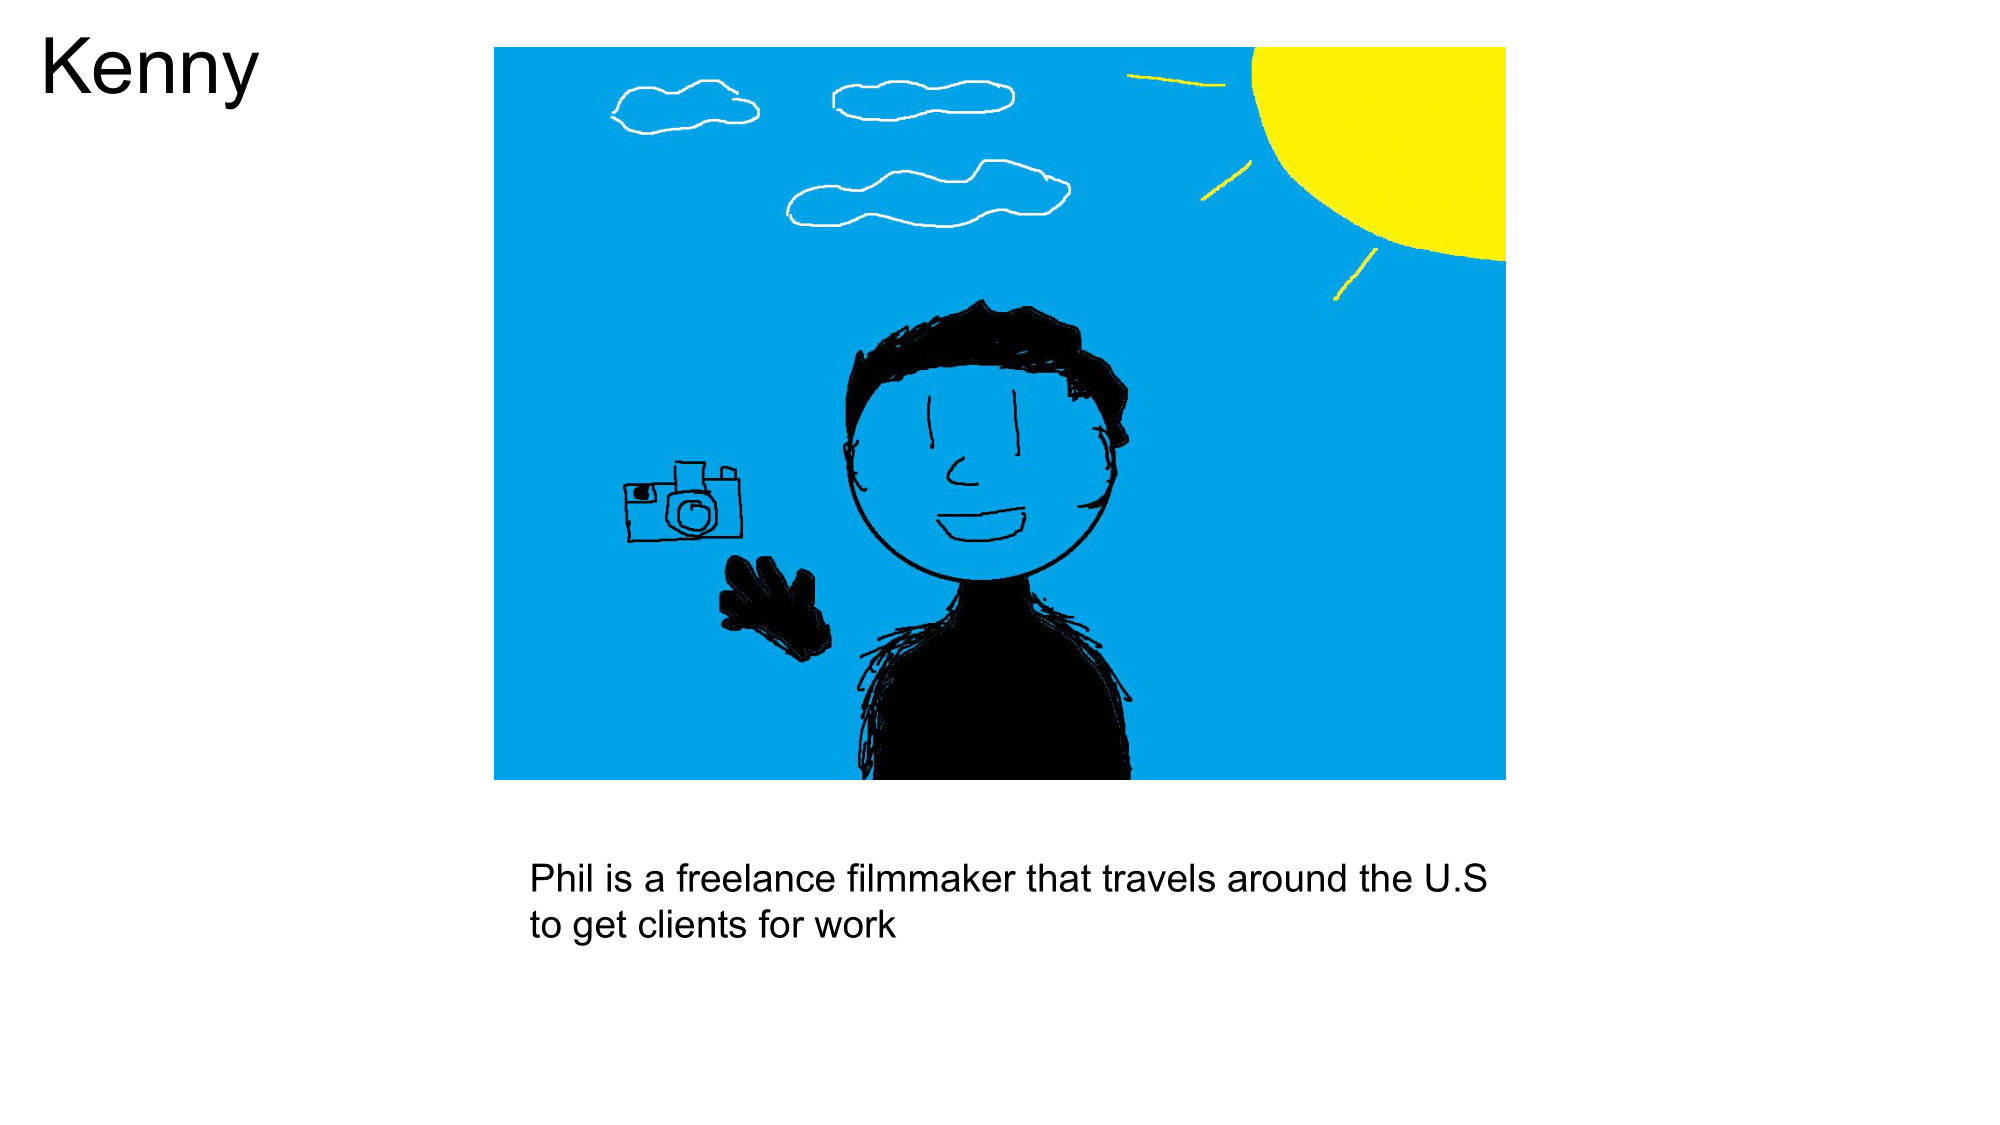 Kenny
Phil is a freelance filmmaker that travels around the U.S
to get clients for work